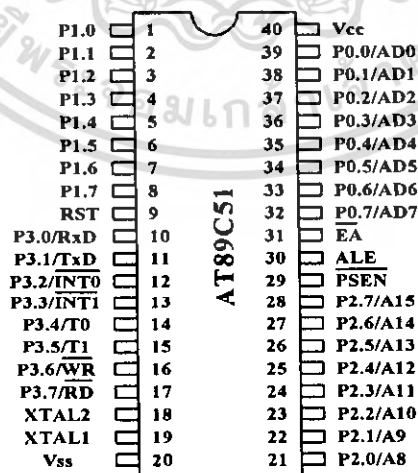 P1.0 1 40 Vcc
P1.1 2 39 P0.0/AD0
P1.2 3 38 P0.1/AD1
P1.3 4 37 P0.2/AD2
P1.4 5 36 P0.3/AD3
P1.5 6 35 P0.4/AD4
P1.6 7 34 P0.5/AD5
P1.7 8 33 P0.6/AD6
RST 9 32 P0.7/AD7
P3.0/RxD 10 31 E̅A̅
P3.1/TxD 11 30 ALE
P3.2/I̅N̅T̅0̅ 12 29 P̅S̅E̅N̅
P3.3/I̅N̅T̅1̅ 13 28 P2.7/A15
P3.4/T0 14 27 P2.6/A14
P3.5/T1 15 26 P2.5/A13
P3.6/W̅R̅ 16 25 P2.4/A12
P3.7/R̅D̅ 17 24 P2.3/A11
XTAL2 18 23 P2.2/A10
XTAL1 19 22 P2.1/A9
Vss 20 21 P2.0/A8
AT89C51